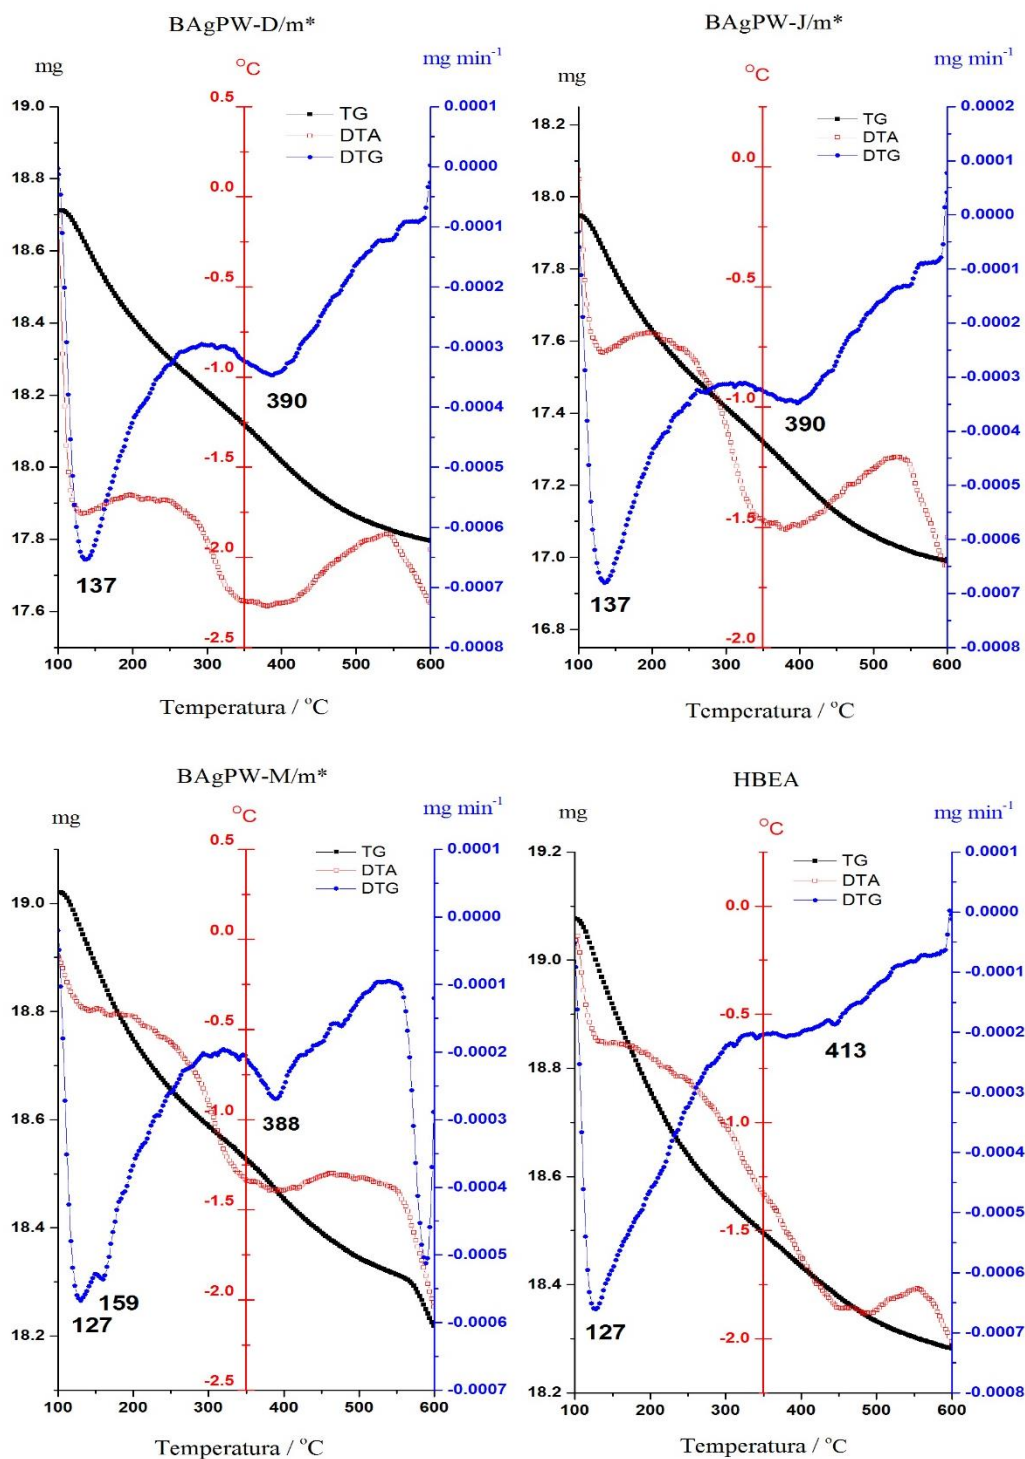 BAgPW-D/m*
mg
°C
mg min-1
TG
DTA
DTG
19.0
18.8
18.6
18.4
18.2
18.0
17.8
17.6
0.5
0.0
-0.5
-1.0
-1.5
-2.0
-2.5
0.0001
0.0000
-0.0001
-0.0002
-0.0003
-0.0004
-0.0005
-0.0006
-0.0007
-0.0008
390
137
100 200 300 400 500 600
Temperatura / °C
BAgPW-J/m*
mg
°C
mg min-1
TG
DTA
DTG
18.2
18.0
17.8
17.6
17.4
17.2
17.0
16.8
0.0
-0.5
-1.0
-1.5
-2.0
0.0002
0.0001
0.0000
-0.0001
-0.0002
-0.0003
-0.0004
-0.0005
-0.0006
-0.0007
-0.0008
390
137
100 200 300 400 500 600
Temperatura / °C
BAgPW-M/m*
mg
°C
mg min-1
TG
DTA
DTG
19.0
18.8
18.6
18.4
18.2
0.5
0.0
-0.5
-1.0
-1.5
-2.0
-2.5
0.0001
0.0000
-0.0001
-0.0002
-0.0003
-0.0004
-0.0005
-0.0006
-0.0007
388
159
127
100 200 300 400 500 600
Temperatura / °C
HBEA
mg
°C
mg min-1
TG
DTA
DTG
19.2
19.0
18.8
18.6
18.4
18.2
0.0
-0.5
-1.0
-1.5
-2.0
0.0001
0.0000
-0.0001
-0.0002
-0.0003
-0.0004
-0.0005
-0.0006
-0.0007
-0.0008
413
127
100 200 300 400 500 600
Temperatura / °C